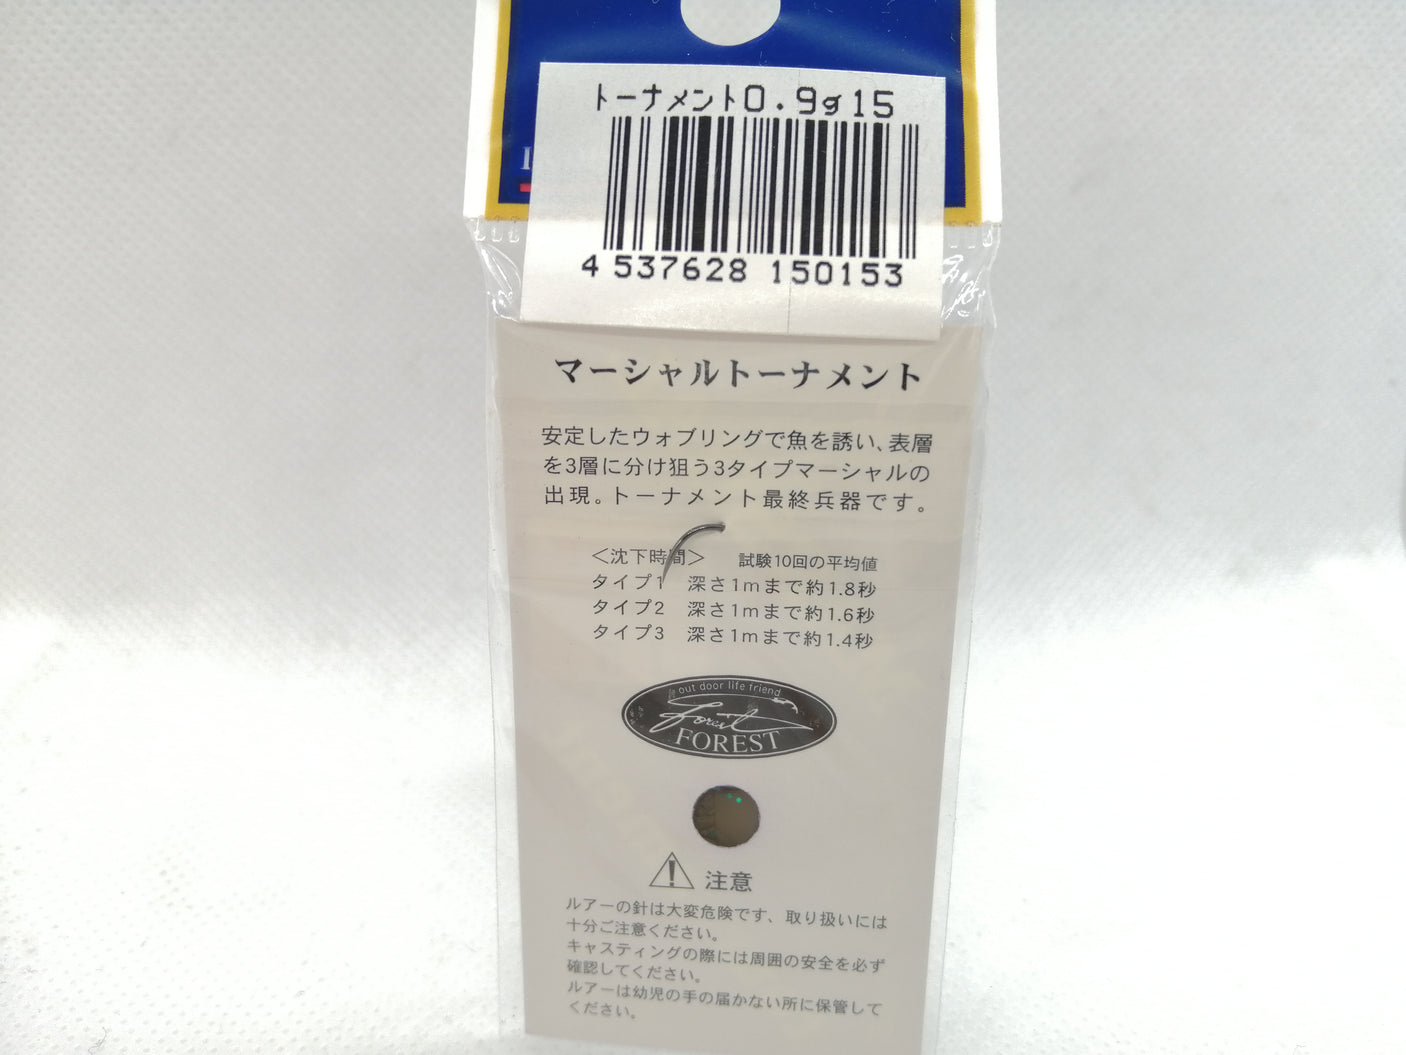 トーナメント0.9g15
4 537628 150153
マーシャルトーナメント
安定したウォブリングで魚を誘い、表層
を3層に分け狙う3タイプマーシャルの
出現。トーナメント最終兵器です。
＜沈下時間＞ 試験10回の平均値
タイプ1 深さ1mまで約1.8秒
タイプ2 深さ1mまで約1.6秒
タイプ3 深さ1mまで約1.4秒
out door life friend
Forest
FOREST
注意
ルアーの針は大変危険です、取り扱いには
十分ご注意ください。
キャスティングの際には周囲の安全を必ず
確認してください。
ルアーは幼児の手の届かない所に保管して
ください。